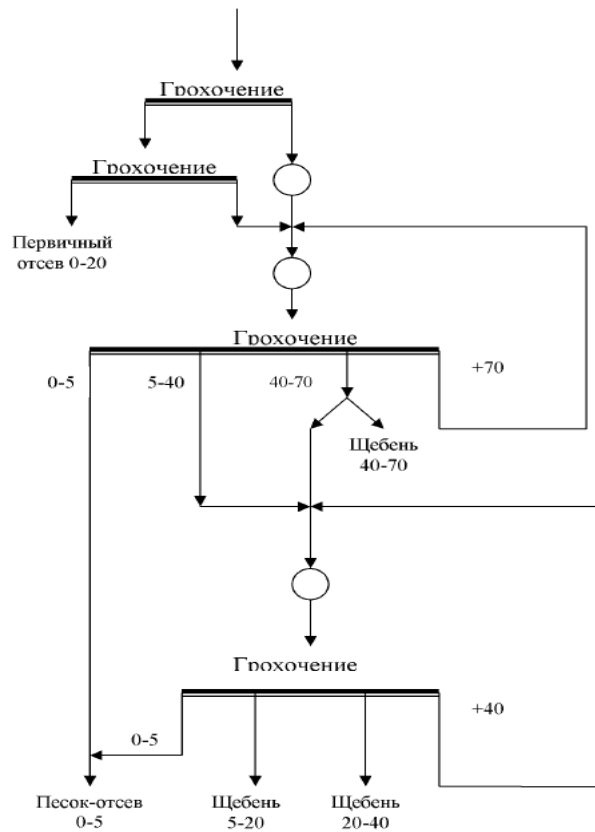 Грохочение
Грохочение
Первичный
отсев 0-20
Грохочение
0-5
5-40
40-70
+70
Щебень
40-70
Грохочение
+40
0-5
Песок-отсев
0-5
Щебень
5-20
Щебень
20-40